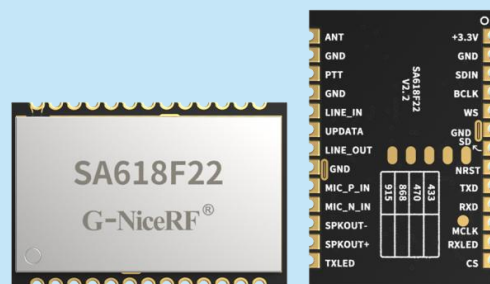 SA618F22
G-NiceRF®
ANT
GND
PTT
GND
LINE_IN
UPDATA
LINE_OUT
GND
MIC_P_IN
MIC_N_IN
SPKOUT-
SPKOUT+
TXLED
SA618F22
V2.2
915
868
470
433
+3.3V
GND
SDIN
BCLK
WS
GND
SD
NRST
TXD
RXD
MCLK
RXLED
CS